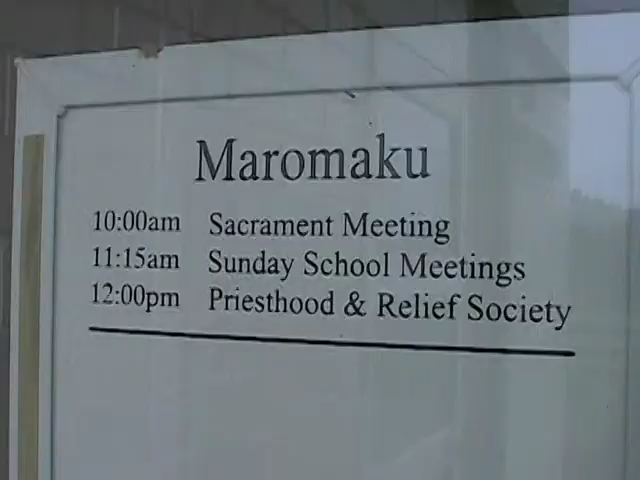 Maromaku
10:00am Sacrament Meeting
11:15am Sunday School Meetings
12:00pm Priesthood & Relief Society